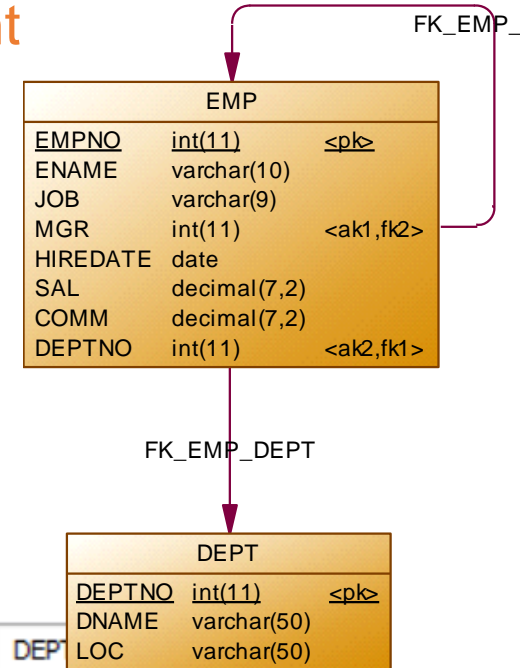 FK_EMP_
EMP
EMPNO int(11) <pk>
ENAME varchar(10)
JOB varchar(9)
MGR int(11) <ak1,fk2>
HIREDATE date
SAL decimal(7,2)
COMM decimal(7,2)
DEPTNO int(11) <ak2,fk1>
FK_EMP_DEPT
DEPT
DEPTNO int(11) <pk>
DNAME varchar(50)
LOC varchar(50)